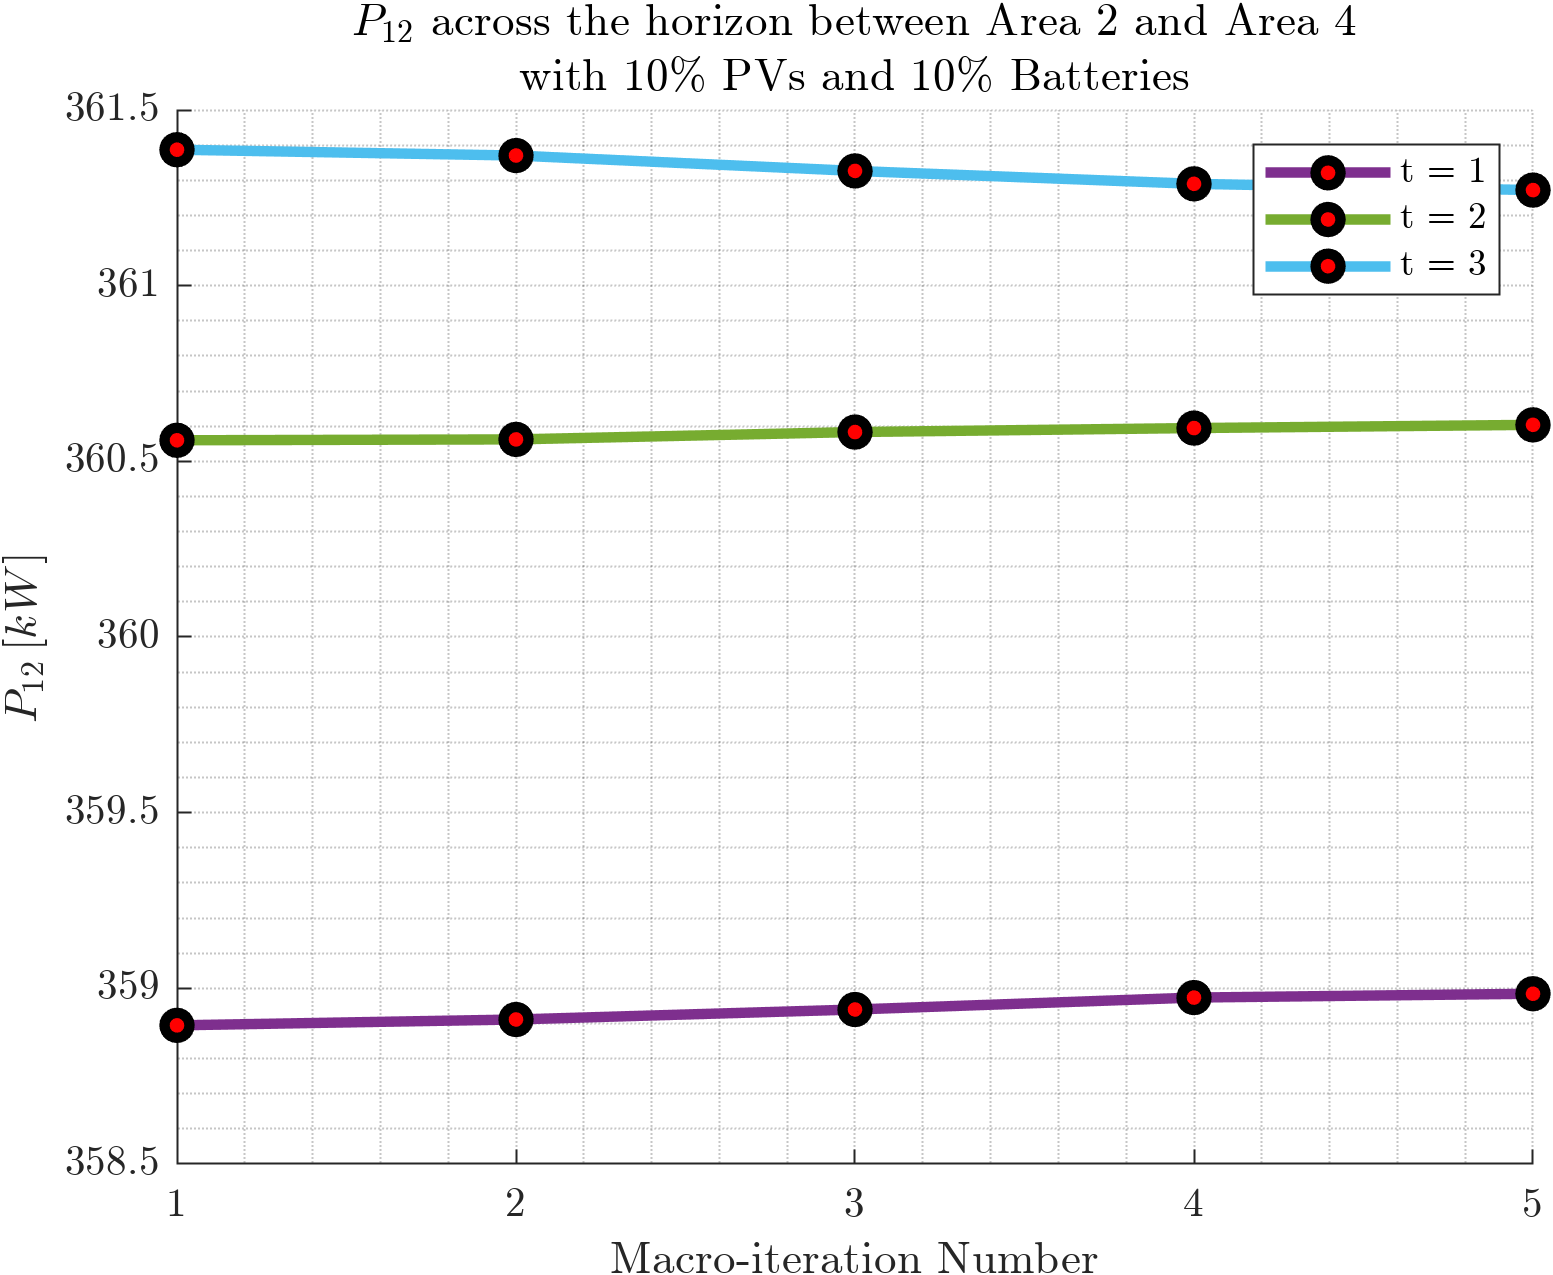 P₁₂ across the horizon between Area 2 and Area 4
with 10% PVs and 10% Batteries
361.5
361
360.5
360
359.5
359
358.5
P₁₂ [kW]
t = 1
t = 2
t = 3
1 2 3 4 5
Macro-iteration Number